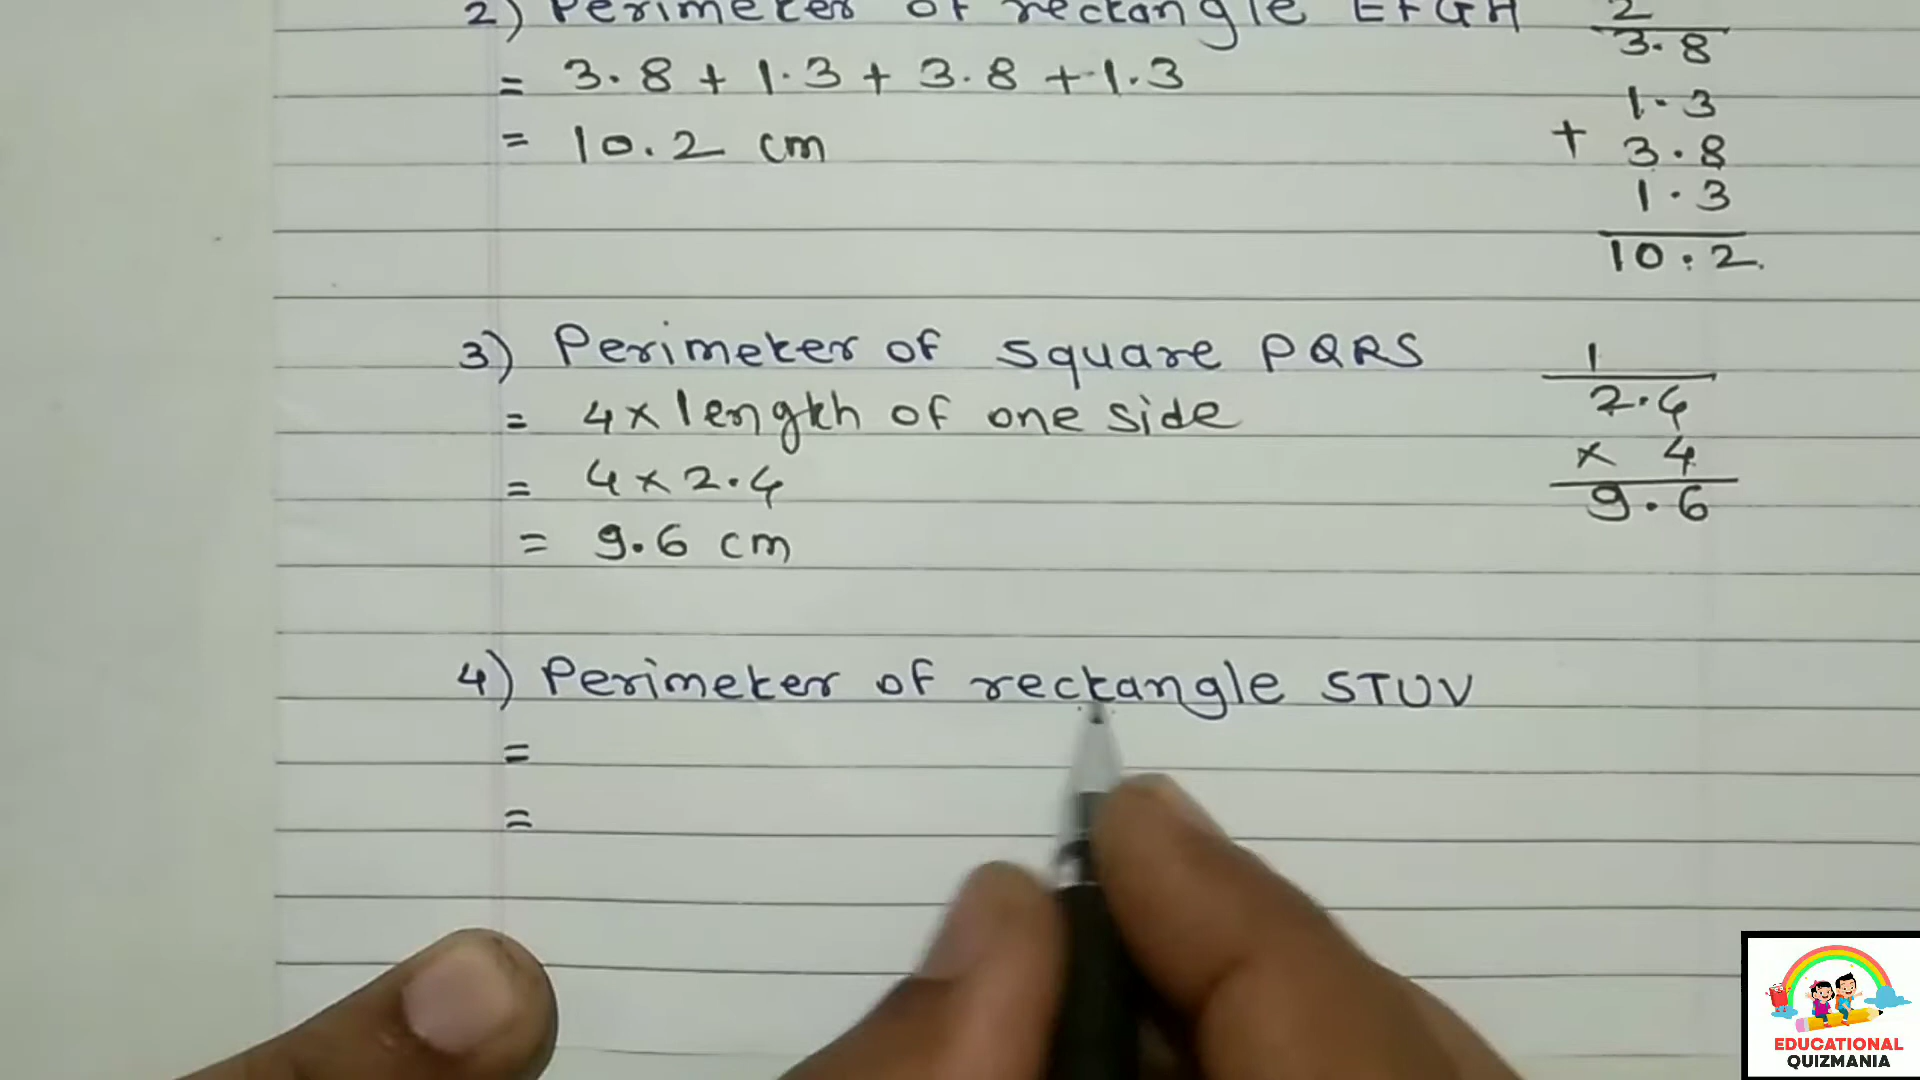 2) Perimeter of rectangle EFGH
= 3.8 + 1.3 + 3.8 + 1.3
= 10.2 cm
2
3.8
1.3
+ 3.8
1.3
10.2.
3) Perimeter of square PQRS
= 4 x length of one side
= 4 x 2.4
= 9.6 cm
1
2.4
x 4
9.6
4) Perimeter of rectangle STUV
=
=
EDUCATIONAL
QUIZMANIA